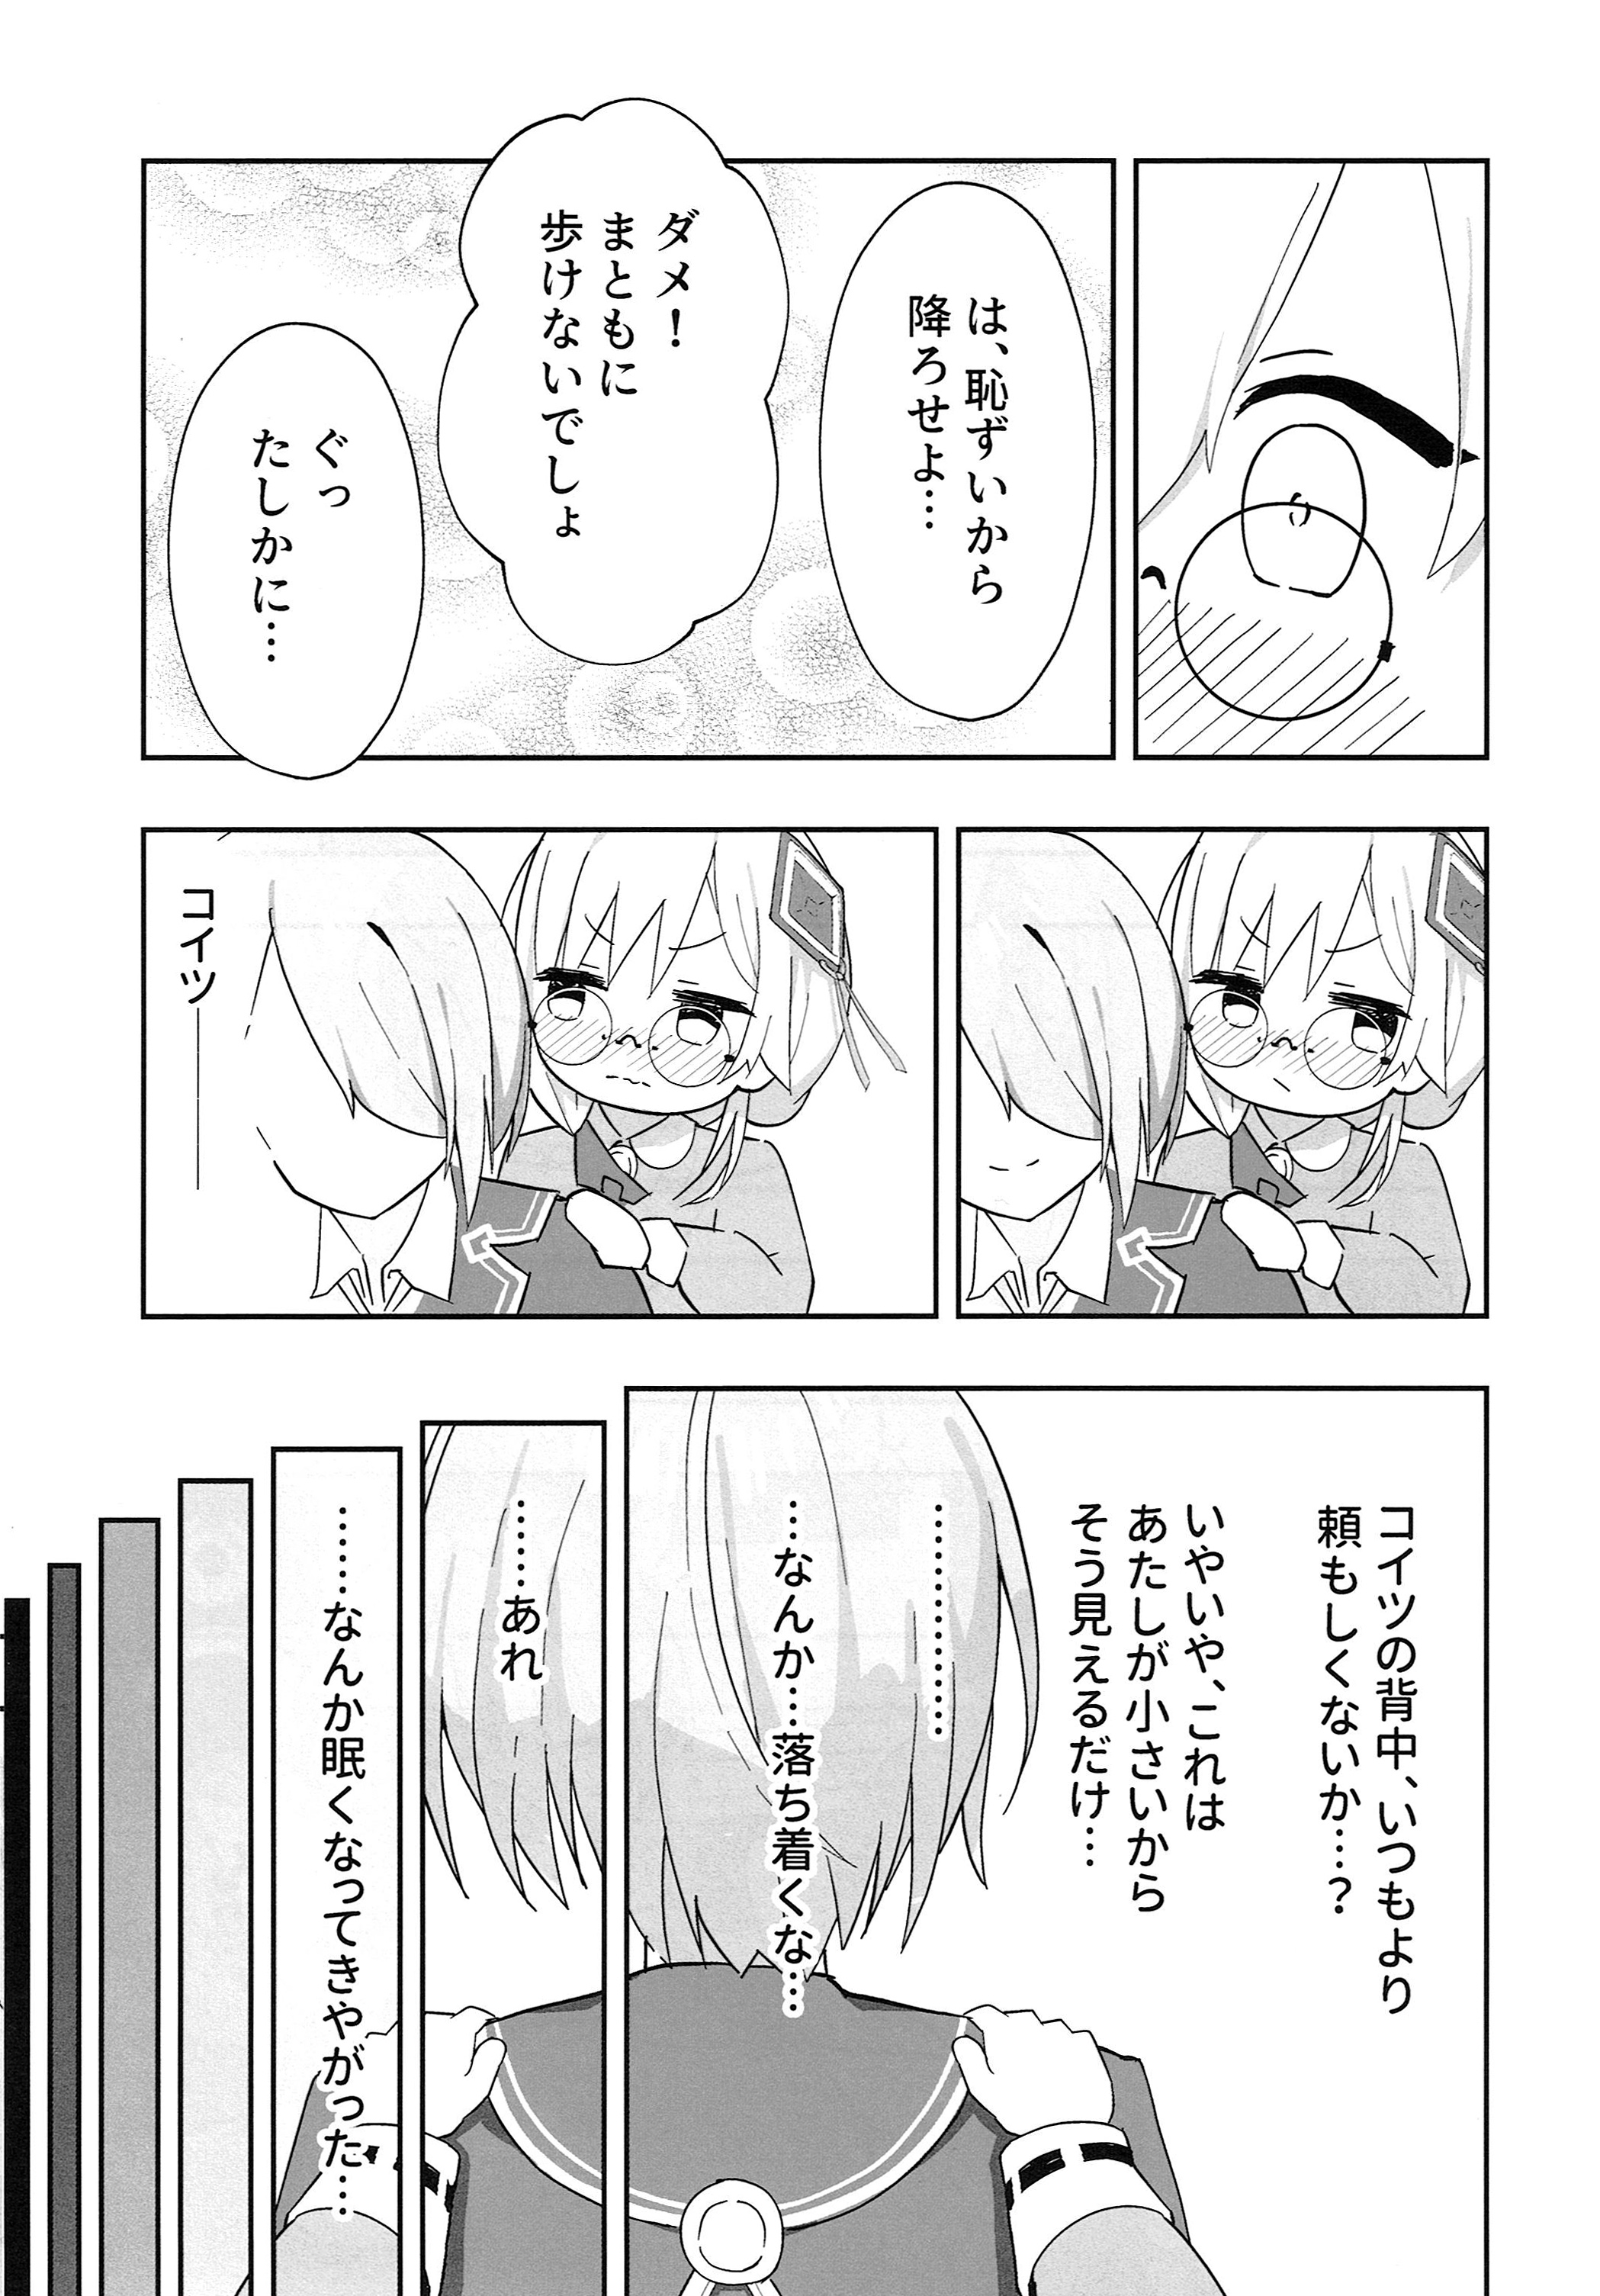 は、恥ずいから
降ろせよ…
ダメ！
まともに
歩けないでしょ
ぐっ
たしかに…
コイツ――
コイツの背中、いつもより
頼もしくないか…？
いやいや、これは
あたしが小さいから
そう見えるだけ…
…………
…なんか…落ち着くな…
……あれ
……なんか眠くなってきやがった……